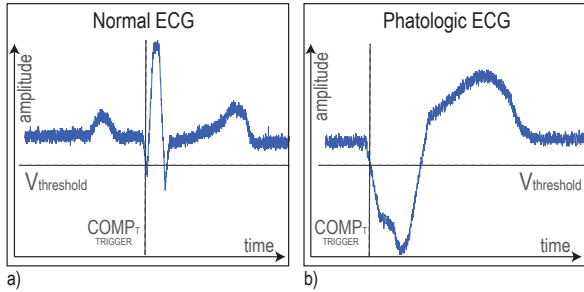 Normal ECG
amplitude
Vthreshold
COMPT
TRIGGER
time
a)
Phatologic ECG
amplitude
Vthreshold
COMPT
TRIGGER
time
b)